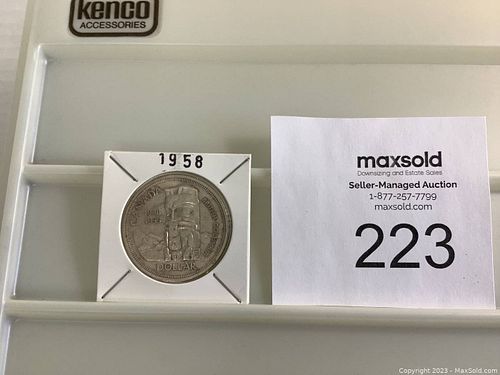 kenco
ACCESSORIES
1958
CANADA
DOLLAR
maxsold
Downsizing and Estate Sales
Seller-Managed Auction
1-877-257-7799
maxsold.com
223
Copyright 2023 - MaxSold.com